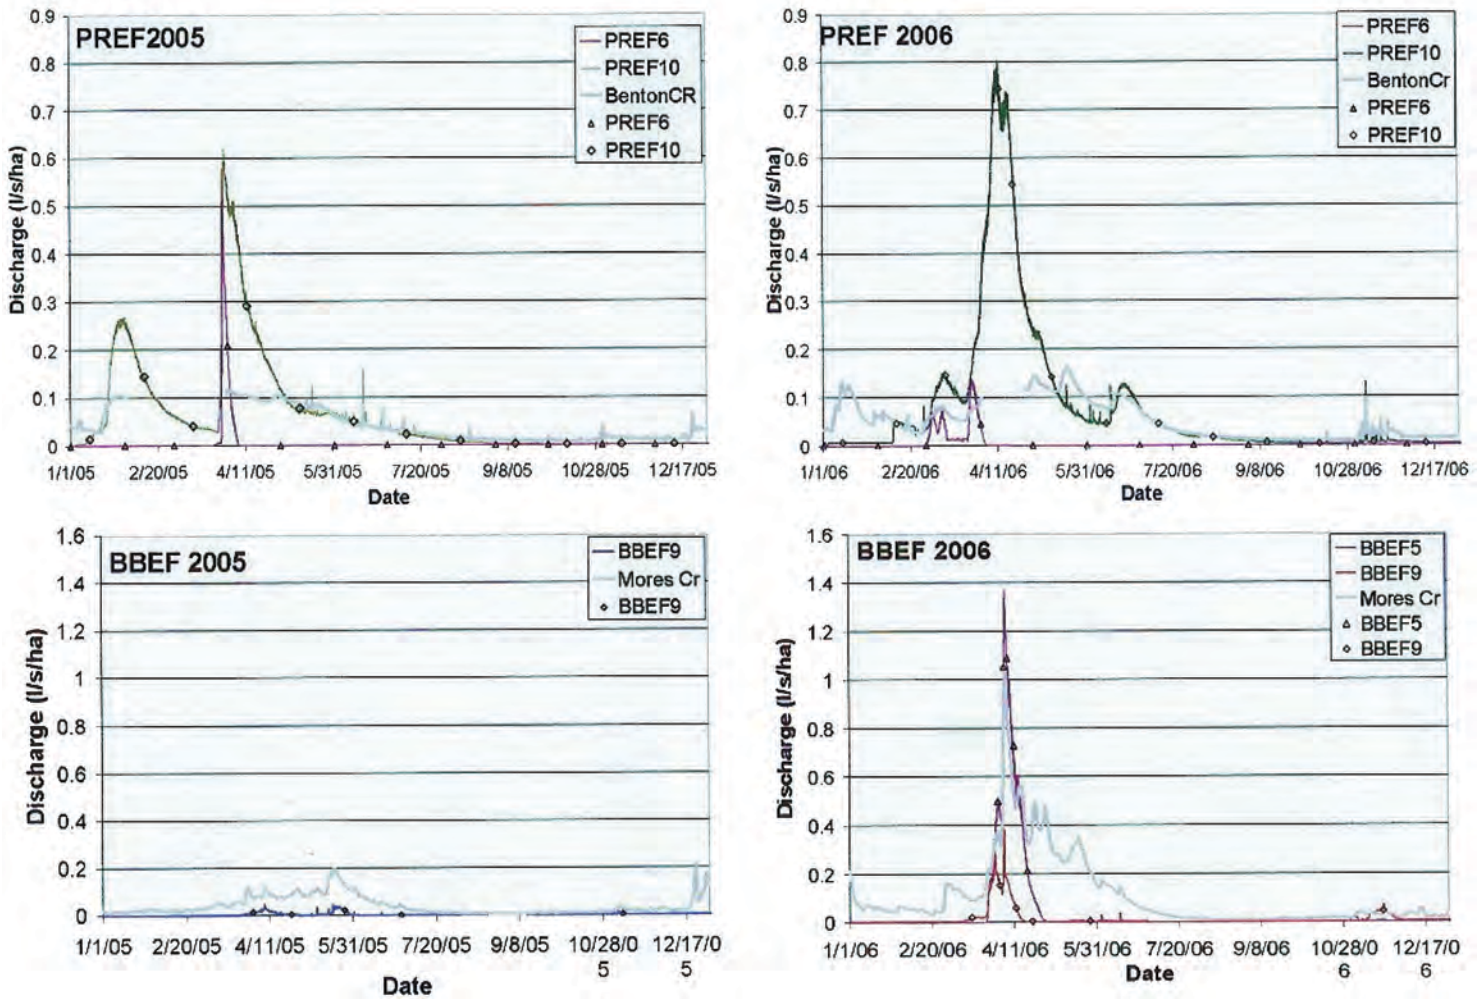 PREF2005
PREF6
PREF10
BentonCR
PREF6
PREF10
Discharge (l/s/ha)
0.9
0.8
0.7
0.6
0.5
0.4
0.3
0.2
0.1
0
1/1/05 2/20/05 4/11/05 5/31/05 7/20/05 9/8/05 10/28/05 12/17/05
Date
PREF 2006
PREF6
PREF10
BentonCr
PREF6
PREF10
Discharge (l/s/ha)
0.9
0.8
0.7
0.6
0.5
0.4
0.3
0.2
0.1
0
1/1/06 2/20/06 4/11/06 5/31/06 7/20/06 9/8/06 10/28/06 12/17/06
Date
BBEF 2005
BBEF9
Mores Cr
BBEF9
Discharge (l/s/ha)
1.6
1.4
1.2
1
0.8
0.6
0.4
0.2
0
1/1/05 2/20/05 4/11/05 5/31/05 7/20/05 9/8/05 10/28/0 12/17/0
5 5
Date
BBEF 2006
BBEF5
BBEF9
Mores Cr
BBEF5
BBEF9
Discharge (l/s/ha)
1.6
1.4
1.2
1
0.8
0.6
0.4
0.2
0
1/1/06 2/20/06 4/11/06 5/31/06 7/20/06 9/8/06 10/28/0 12/17/0
6 6
Date